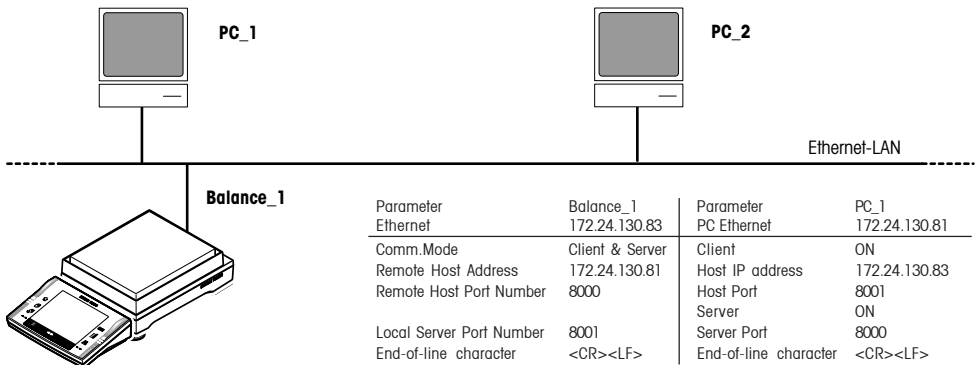 PC_1
PC_2
Ethernet-LAN
Balance_1
Parameter Balance_1 Parameter PC_1
Ethernet 172.24.130.83 PC Ethernet 172.24.130.81
Comm.Mode Client & Server Client ON
Remote Host Address 172.24.130.81 Host IP address 172.24.130.83
Remote Host Port Number 8000 Host Port 8001
Server ON
Local Server Port Number 8001 Server Port 8000
End-of-line character <CR><LF> End-of-line character <CR><LF>